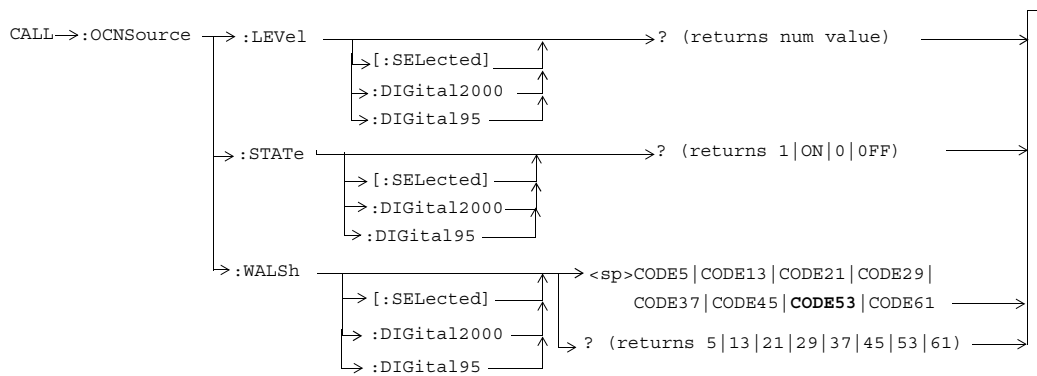 CALL :OCNSource :LEVel ? (returns num value)
[:SELected]
:DIGital2000
:DIGital95
:STATe ? (returns 1|ON|0|0FF)
[:SELected]
:DIGital2000
:DIGital95
:WALSh <sp>CODE5|CODE13|CODE21|CODE29|
[:SELected] CODE37|CODE45|CODE53|CODE61
:DIGital2000 ? (returns 5|13|21|29|37|45|53|61)
:DIGital95